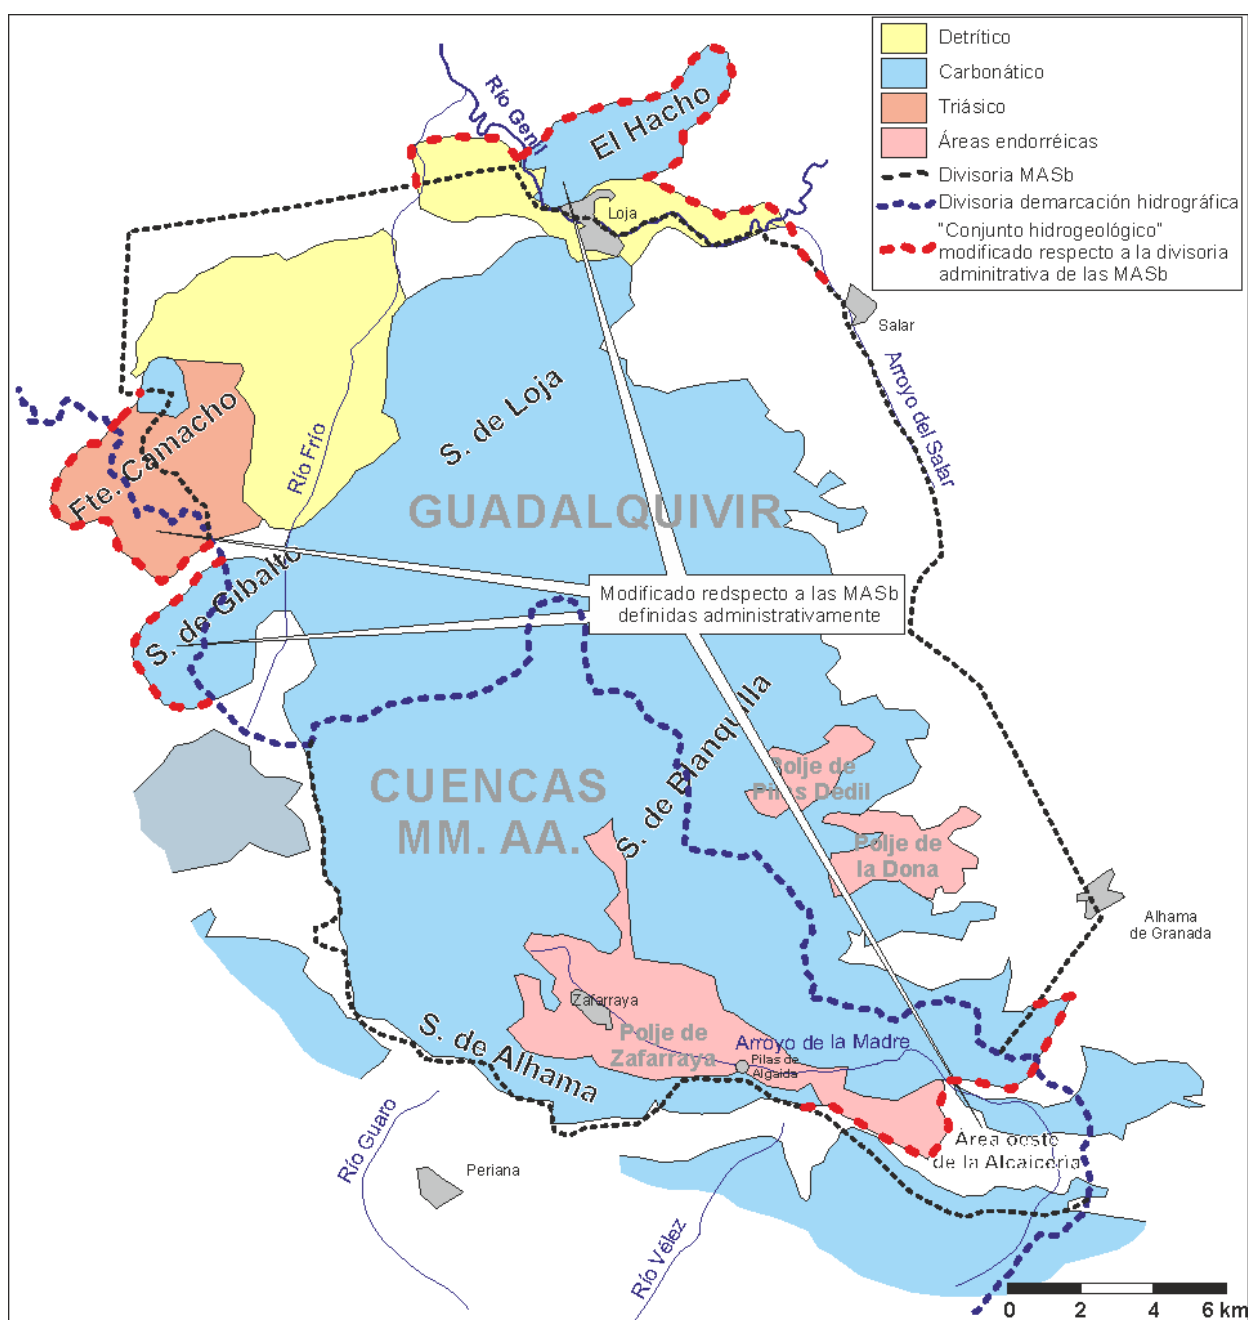 Detrítico
Carbonático
Triásico
Áreas endorréicas
Divisoria MASb
Divisoria demarcación hidrográfica
"Conjunto hidrogeológico"
modificado respecto a la divisoria
adminitrativa de las MASb
Río Genil
El Hacho
Loja
Salar
Arroyo del Salar
S. de Loja
Río Frío
Fte. Camacho
GUADALQUIVIR
S. de Gibalto
Modificado redspecto a las MASb
definidas administrativamente
S. de Blanquilla
CUENCAS
MM. AA.
Polje de
Pilas Dedil
Polje de
la Dona
Alhama
de Granada
Zafarraya
Polje de
Zafarraya
Arroyo de la Madre
Pilas de
Algaida
S. de Alhama
Área oeste
de la Alcaicería
Río Guaro
Periana
Río Vélez
0 2 4 6 km